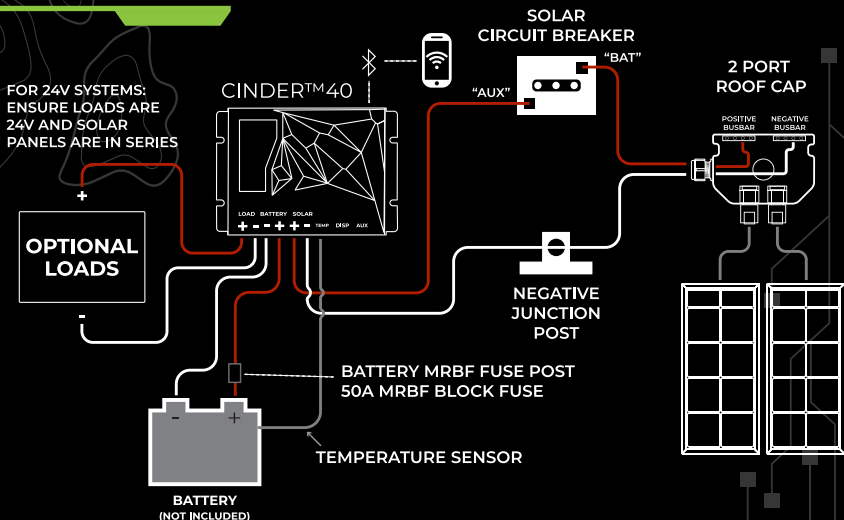 SOLAR
CIRCUIT BREAKER
"BAT"
"AUX"
2 PORT
ROOF CAP
POSITIVE
BUSBAR
NEGATIVE
BUSBAR
FOR 24V SYSTEMS:
ENSURE LOADS ARE
24V AND SOLAR
PANELS ARE IN SERIES
CINDER™40
LOAD BATTERY SOLAR
+ - - + + - TEMP DISP AUX
+
OPTIONAL
LOADS
-
NEGATIVE
JUNCTION
POST
BATTERY MRBF FUSE POST
50A MRBF BLOCK FUSE
- +
TEMPERATURE SENSOR
BATTERY
(NOT INCLUDED)